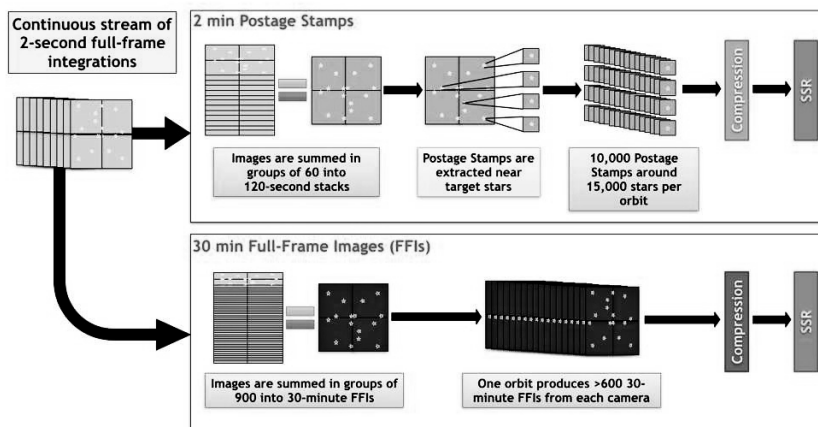 Continuous stream of
2-second full-frame
integrations
2 min Postage Stamps
Images are summed in
groups of 60 into
120-second stacks
Postage Stamps are
extracted near
target stars
10,000 Postage
Stamps around
15,000 stars per
orbit
Compression
SSR
30 min Full-Frame Images (FFIs)
Images are summed in groups of
900 into 30-minute FFIs
One orbit produces >600 30-
minute FFIs from each camera
Compression
SSR